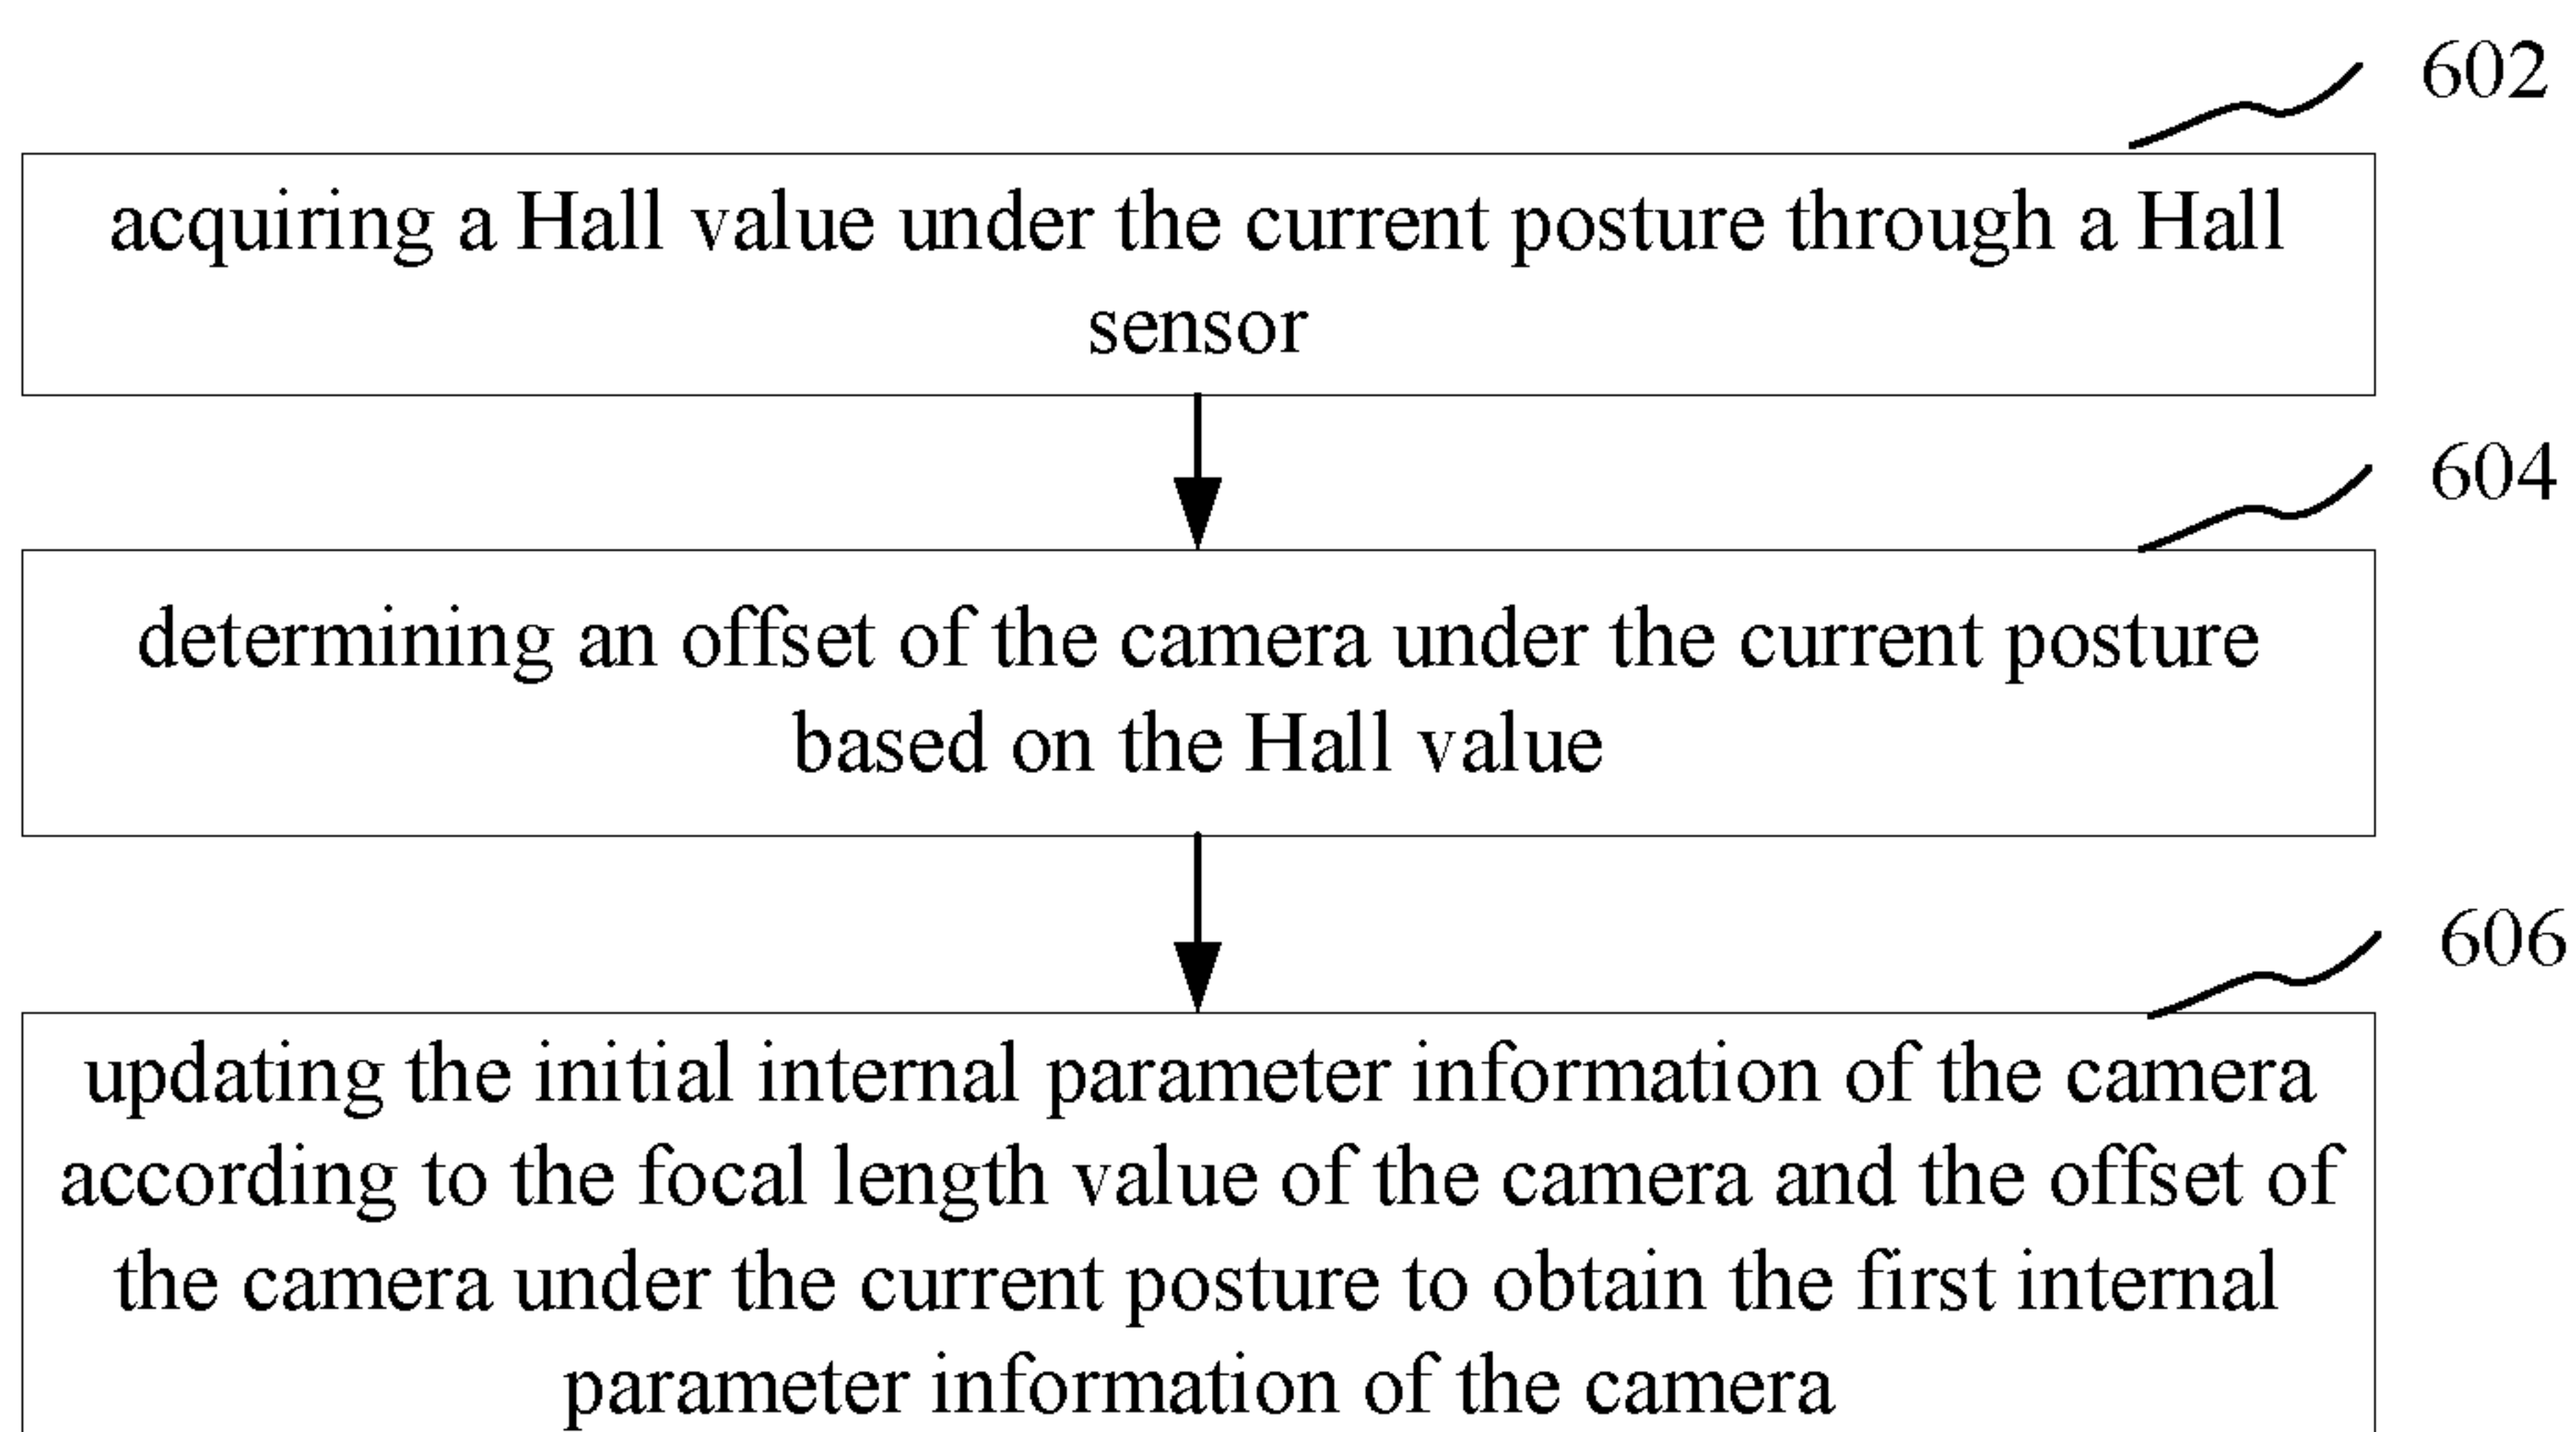 602
acquiring a Hall value under the current posture through a Hall
sensor
604
determining an offset of the camera under the current posture
based on the Hall value
606
updating the initial internal parameter information of the camera
according to the focal length value of the camera and the offset of
the camera under the current posture to obtain the first internal
parameter information of the camera